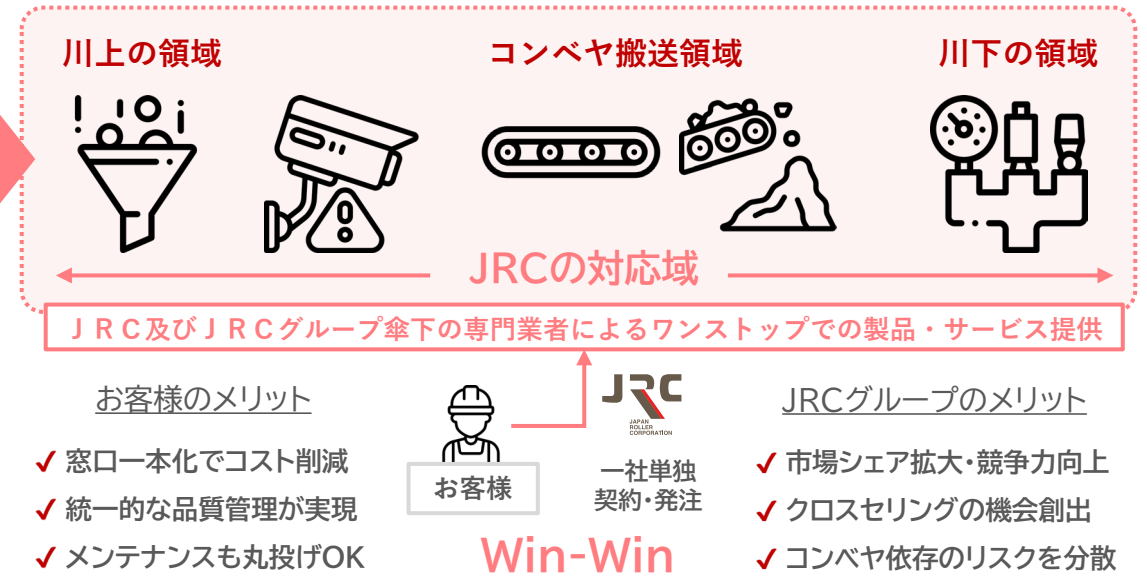 川上の領域
コンベヤ搬送領域
川下の領域
JRCの対応域
ＪＲＣ及びＪＲＣグループ傘下の専門業者によるワンストップでの製品・サービス提供
お客様のメリット
✓ 窓口一本化でコスト削減
✓ 統一的な品質管理が実現
✓ メンテナンスも丸投げOK
お客様
JRC
JAPAN
ROLLER
CORPORATION
一社単独
契約・発注
Win-Win
JRCグループのメリット
✓ 市場シェア拡大・競争力向上
✓ クロスセリングの機会創出
✓ コンベヤ依存のリスクを分散